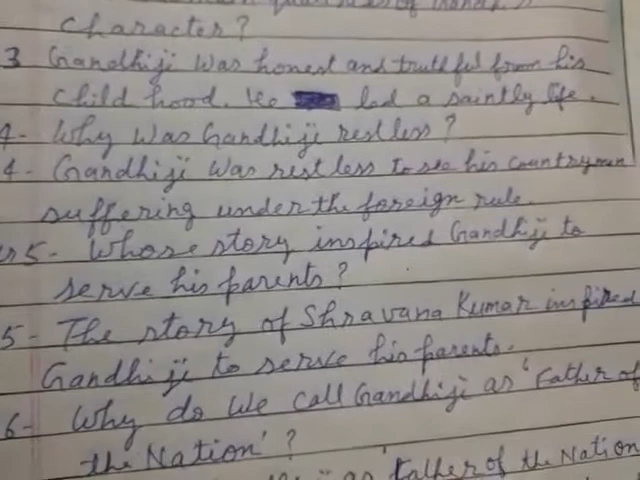 of Gandhi
character?
3 Gandhiji was honest and truthful from his
child hood. He led a saintly life.
4- Why was Gandhiji restless?
4- Gandhiji was restless to see his countrymen
suffering under the foreign rule.
5- Whose story inspired Gandhiji to
serve his parents?
5- The story of Shravana Kumar inspired
Gandhiji to serve his parents.
6- Why do we call Gandhiji as 'Father of
the Nation'?
as 'Father of the Nation